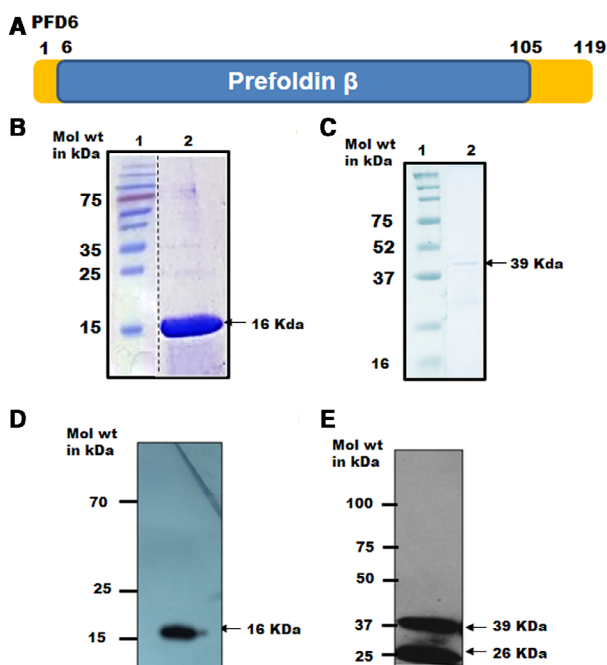 A PFD6
1 6 105 119
Prefoldin β
B
Mol wt
in kDa
1 2
75
35
25
15
16 Kda
C
Mol wt
in kDa
1 2
75
52
37
16
39 Kda
D
Mol wt
in kDa
70
25
15
16 KDa
E
Mol wt
in kDa
100
75
50
37
25
39 KDa
26 KDa